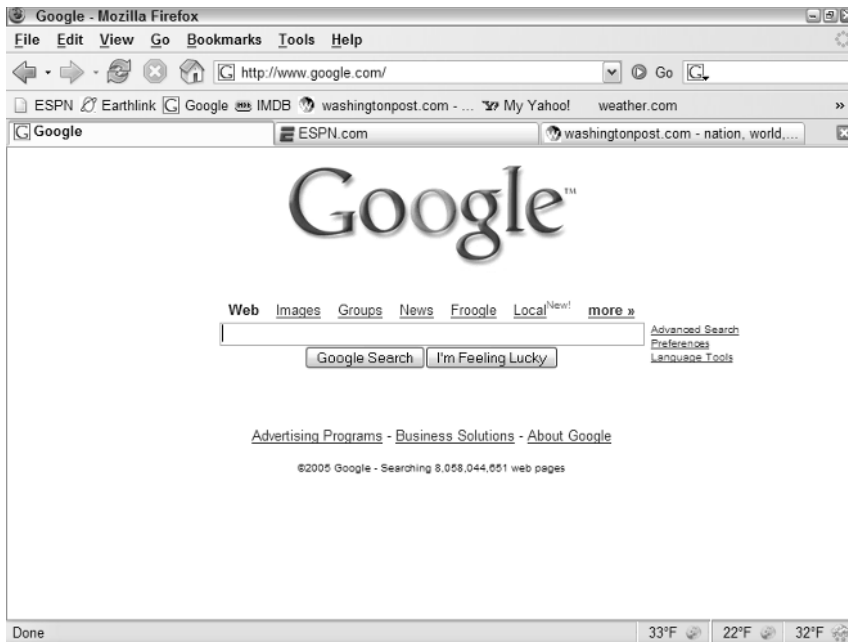 Google - Mozilla Firefox
File Edit View Go Bookmarks Tools Help
G http://www.google.com/ Go G
ESPN Earthlink G Google IMDB washingtonpost.com - ... My Yahoo! weather.com »
G Google ESPN.com washingtonpost.com - nation, world,...
Google™
Web Images Groups News Froogle Local New! more »
Advanced Search
Preferences
Google Search I'm Feeling Lucky Language Tools
Advertising Programs - Business Solutions - About Google
©2005 Google - Searching 8,058,044,651 web pages
Done 33°F 22°F 32°F